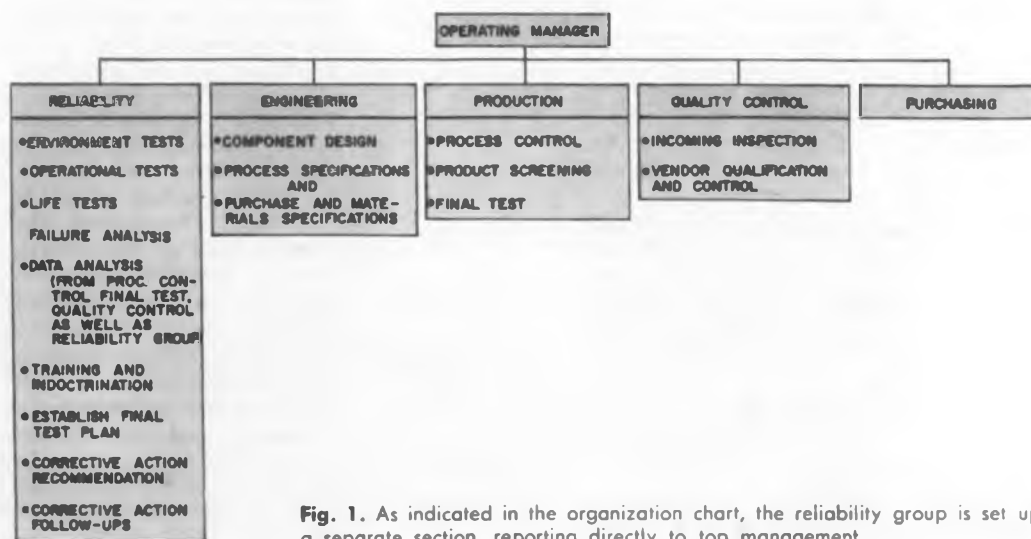 OPERATING MANAGER
RELIABILITY
•ENVIRONMENT TESTS
•OPERATIONAL TESTS
•LIFE TESTS
FAILURE ANALYSIS
•DATA ANALYSIS
(FROM PROC. CON-
TROL FINAL TEST,
QUALITY CONTROL
AS WELL AS
RELIABILITY GROUP)
•TRAINING AND
INDOCTRINATION
•ESTABLISH FINAL
TEST PLAN
•CORRECTIVE ACTION
RECOMMENDATION
•CORRECTIVE ACTION
FOLLOW-UPS
ENGINEERING
•COMPONENT DESIGN
•PROCESS SPECIFICATIONS
AND
•PURCHASE AND MATE-
RIALS SPECIFICATIONS
PRODUCTION
•PROCESS CONTROL
•PRODUCT SCREENING
•FINAL TEST
QUALITY CONTROL
•INCOMING INSPECTION
•VENDOR QUALIFICATION
AND CONTROL
PURCHASING
Fig. 1. As indicated in the organization chart, the reliability group is set up
a separate section, reporting directly to top management